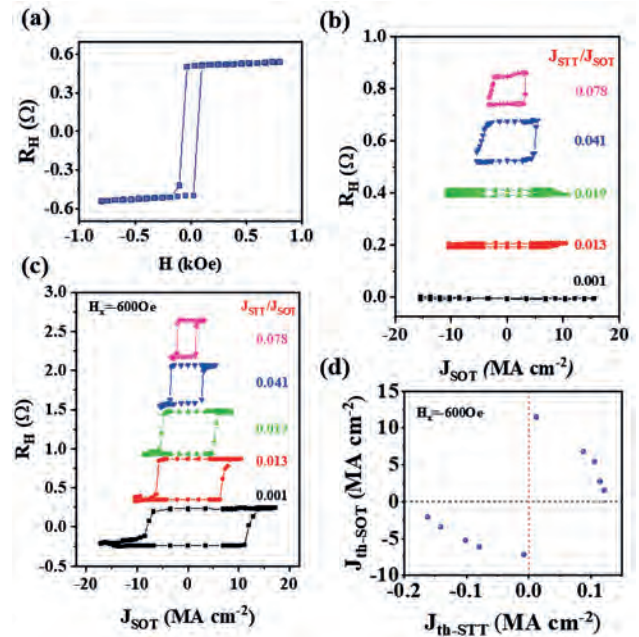 (a)
0.6
0.3
0.0
-0.3
-0.6
R_H (Ω)
-1.0 -0.5 0.0 0.5 1.0
H (kOe)
(b)
1.0
0.8
0.6
0.4
0.2
0.0
R_H (Ω)
J_STT/J_SOT
0.078
0.041
0.019
0.013
0.001
-20 -10 0 10 20
J_SOT (MA cm⁻²)
(c)
3.0
2.5
2.0
1.5
1.0
0.5
0.0
-0.5
R_H (Ω)
H_x=-600Oe
J_STT/J_SOT
0.078
0.041
0.019
0.013
0.001
-20 -10 0 10 20
J_SOT (MA cm⁻²)
(d)
15
10
5
0
-5
-10
J_th-SOT (MA cm⁻²)
H_x=-600Oe
-0.2 -0.1 0.0 0.1
J_th-STT (MA cm⁻²)